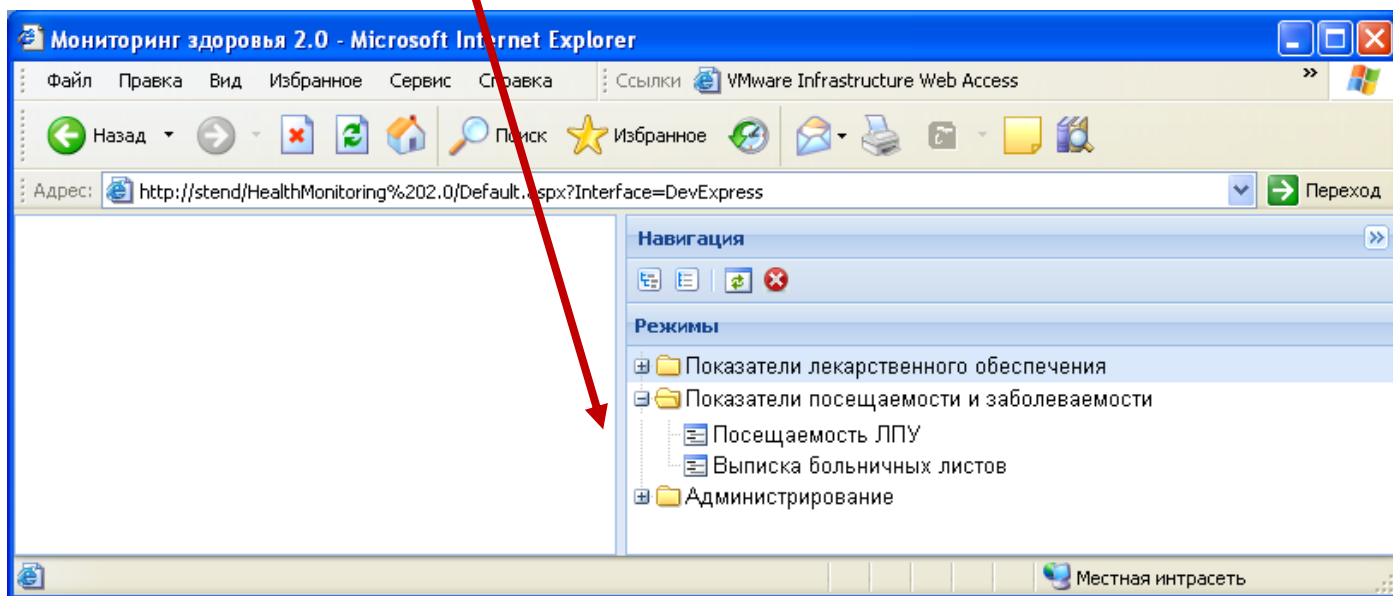 Мониторинг здоровья 2.0 - Microsoft Internet Explorer
Файл Правка Вид Избранное Сервис Справка Ссылки VMware Infrastructure Web Access »
Назад Поиск Избранное
Адрес: http://stend/HealthMonitoring%202.0/Default.aspx?Interface=DevExpress Переход
Навигация
Режимы
Показатели лекарственного обеспечения
Показатели посещаемости и заболеваемости
Посещаемость ЛПУ
Выписка больничных листов
Администрирование
Местная интрасеть